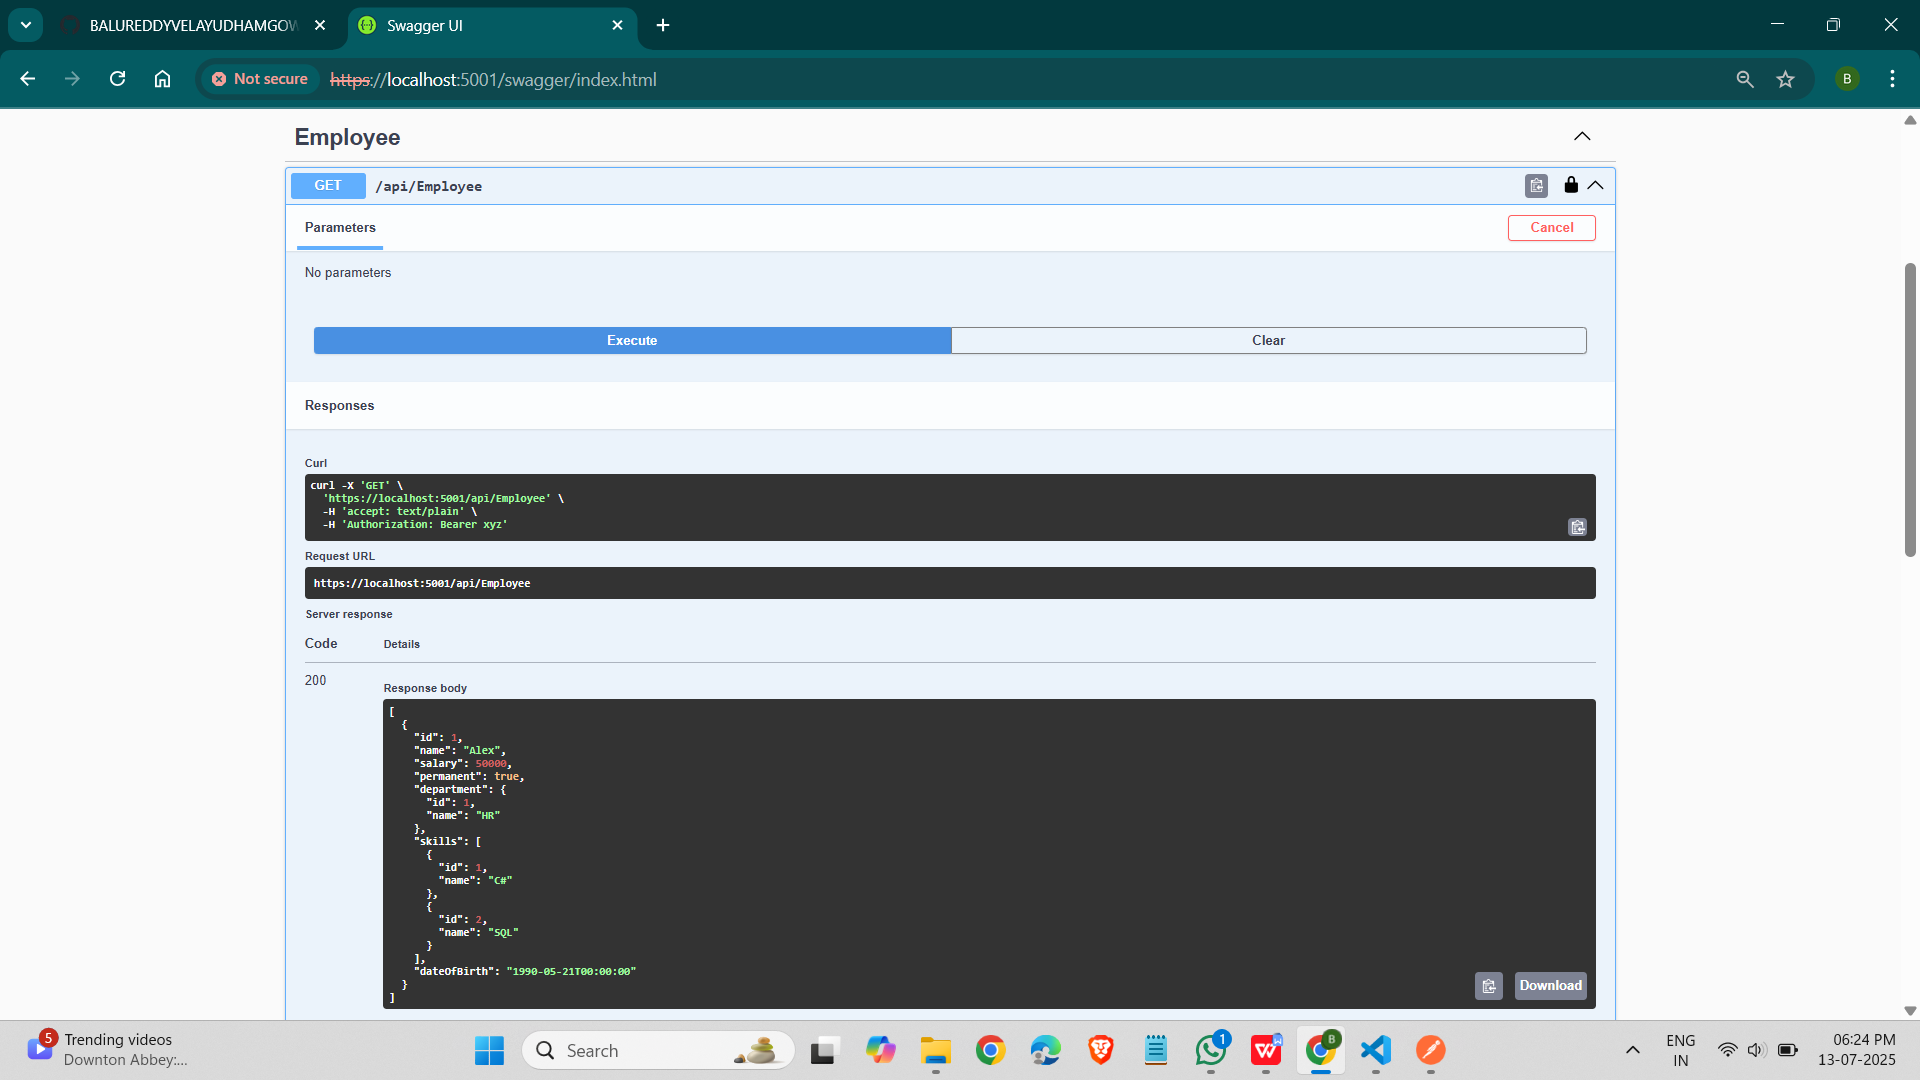 BALUREDDYVELAYUDHAMGOW
Swagger UI
Not secure
https://localhost:5001/swagger/index.html
B
Employee
GET
/api/Employee
Parameters
Cancel
No parameters
Execute
Clear
Responses
Curl
curl -X 'GET' \
'https://localhost:5001/api/Employee' \
-H 'accept: text/plain' \
-H 'Authorization: Bearer xyz'
Request URL
https://localhost:5001/api/Employee
Server response
Code
Details
200
Response body
[
{
"id": 1,
"name": "Alex",
"salary": 50000,
"permanent": true,
"department": {
"id": 1,
"name": "HR"
},
"skills": [
{
"id": 1,
"name": "C#"
},
{
"id": 2,
"name": "SQL"
}
],
"dateOfBirth": "1990-05-21T00:00:00"
}
]
Download
5
Trending videos
Downton Abbey:...
Search
1
W
B
ENG
IN
06:24 PM
13-07-2025